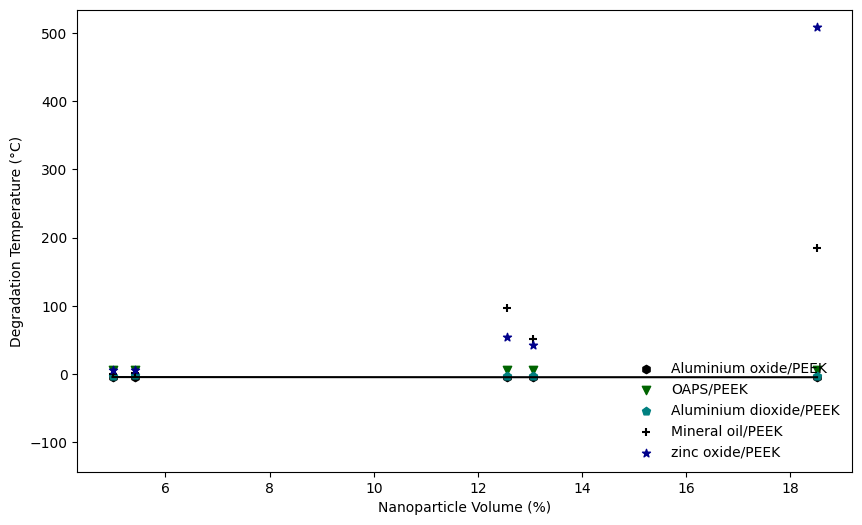 500
400
300
200
100
0
−100
Degradation Temperature (°C)
6
8
10
12
14
16
18
Nanoparticle Volume (%)
Aluminium oxide/PEEK
OAPS/PEEK
Aluminium dioxide/PEEK
Mineral oil/PEEK
zinc oxide/PEEK